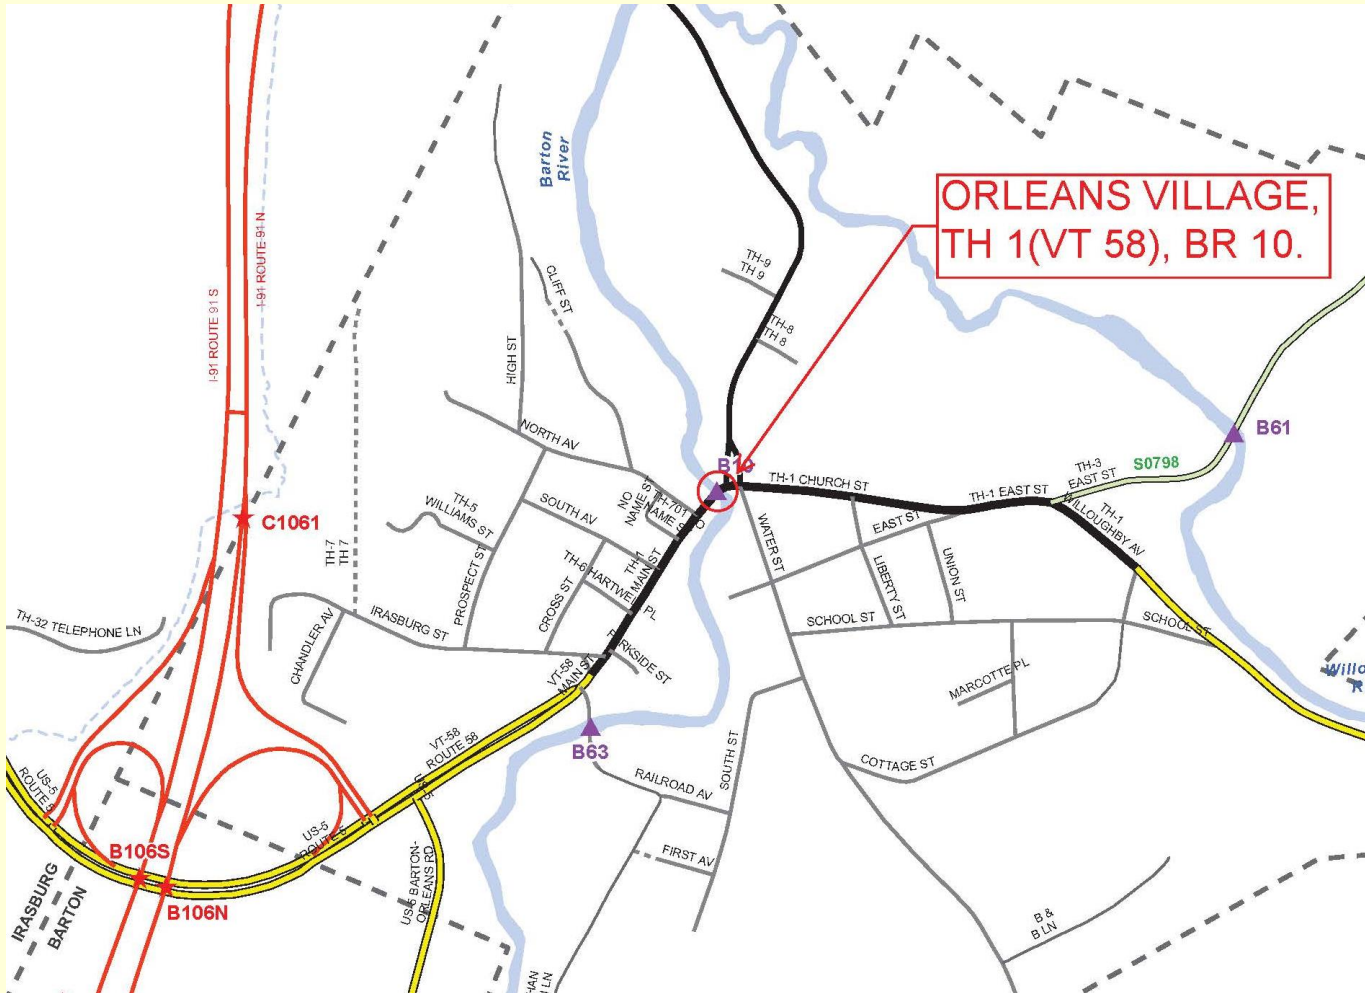 Barton
River
ORLEANS VILLAGE,
TH 1(VT 58), BR 10.
I-91 ROUTE 91 S
I-91 ROUTE 91 N
TH-9
TH 9
CLIFF ST
TH-8
TH 8
HIGH ST
NORTH AV
B61
B10
TH-3
EAST ST
S0798
TH-1 CHURCH ST
TH-1 EAST ST
NO
NAME ST
TH-701
NAME S
TH-5
WILLIAMS ST
SOUTH AV
C1061
WATER ST
EAST ST
TH-1
WILLOUGHBY AV
TH-7
TH 7
PROSPECT ST
TH-6
HARTWELL PL
TH-1
MAIN ST
CROSS ST
LIBERTY ST
UNION ST
TH-32 TELEPHONE LN
CHANDLER AV
IRASBURG ST
PARKSIDE ST
SCHOOL ST
SCHOOL ST
VT-58
MAIN ST
MARCOTTE PL
Willo
R
VT-58
ROUTE 58
B63
SOUTH ST
COTTAGE ST
RAILROAD AV
US-5
ROUTE 5
US-5
US-5
ROUTE 5
B106S
FIRST AV
US-5 BARTON-
ORLEANS RD
IRASBURG
BARTON
B106N
B &
B LN
HAN
LN